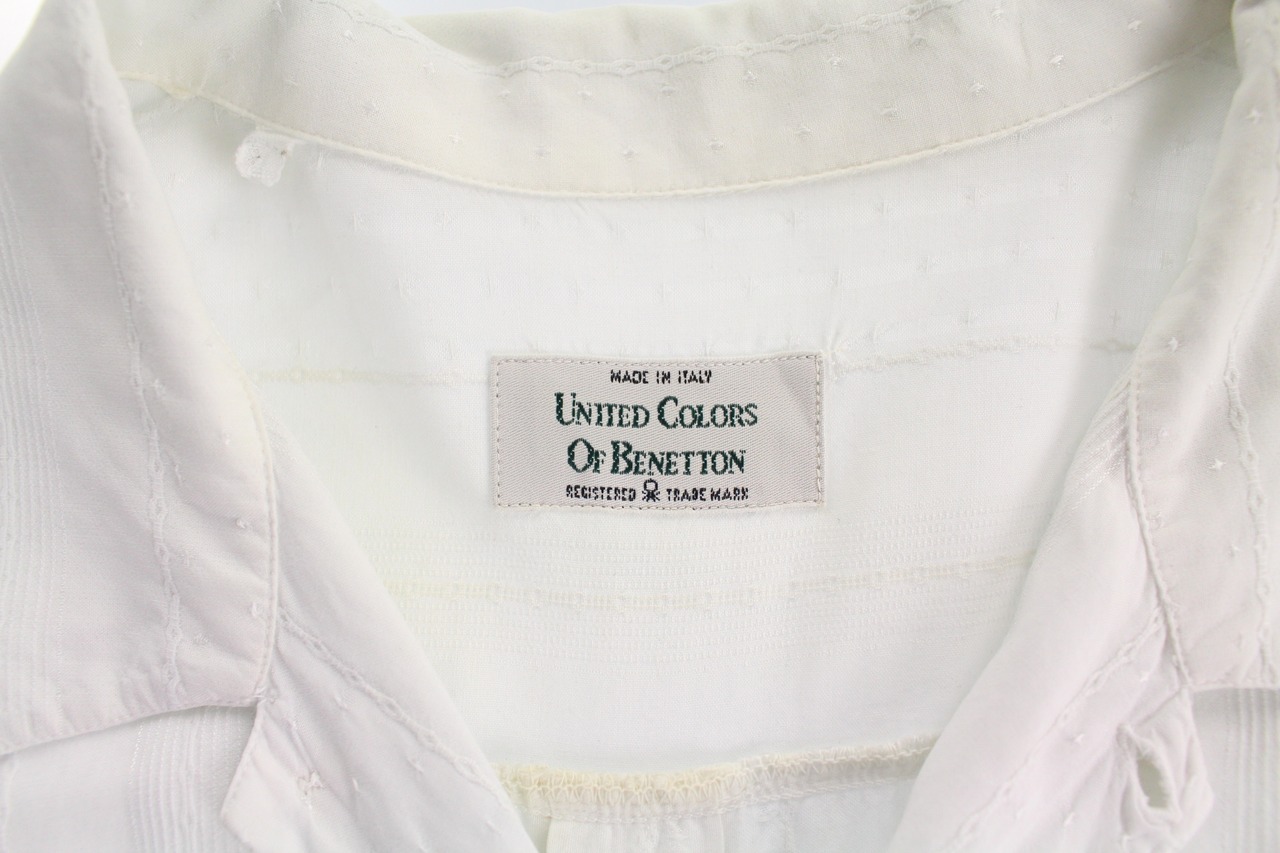 MADE IN ITALY
UNITED COLORS
OF BENETTON
REGISTERED TRADE MARK